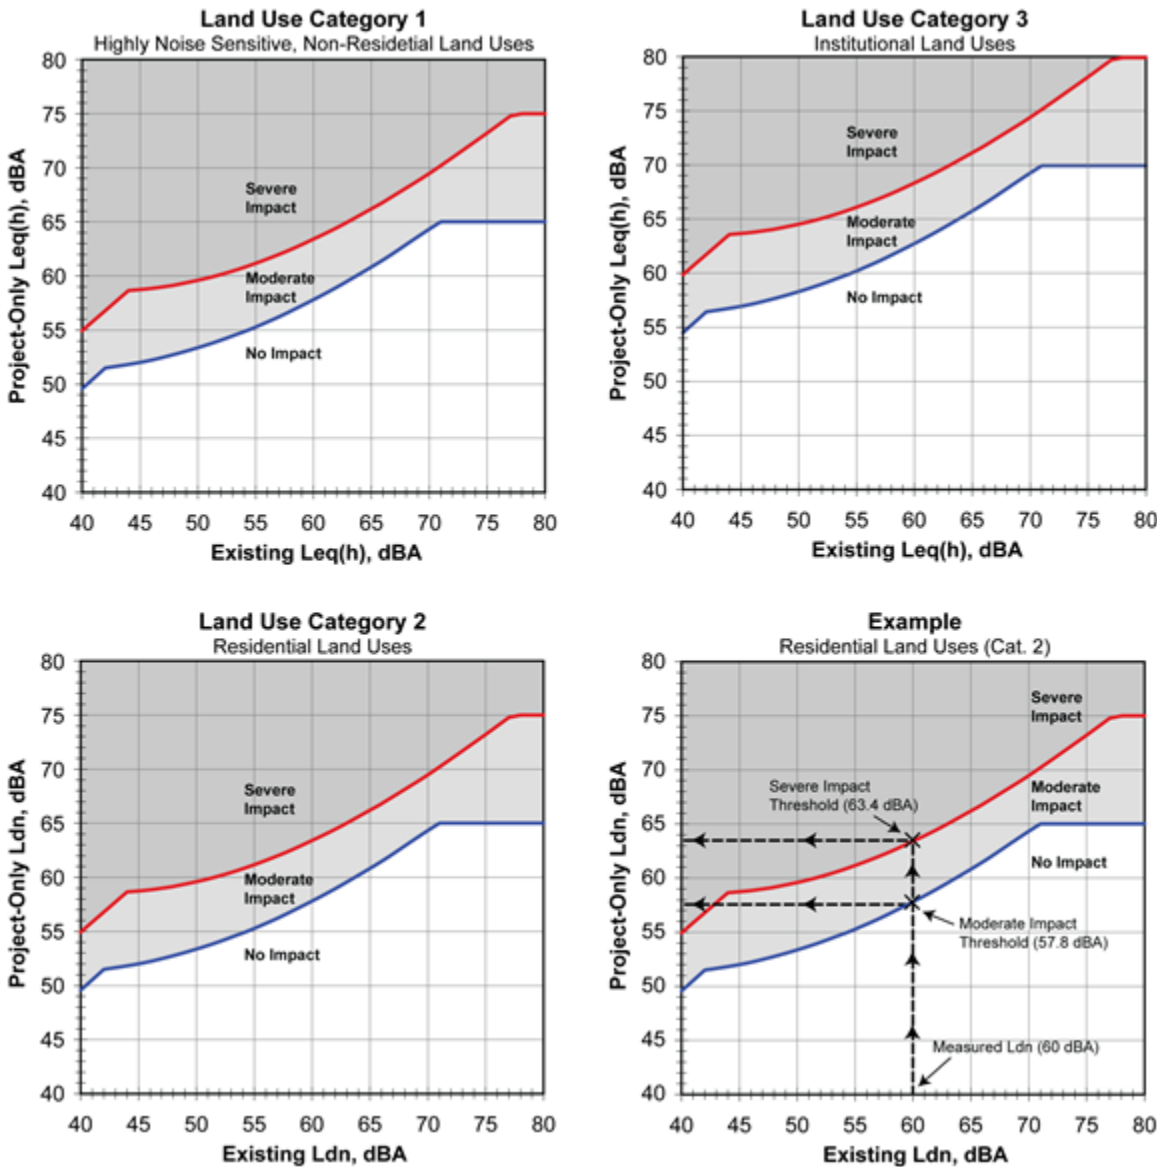 Land Use Category 1
Highly Noise Sensitive, Non-Residetial Land Uses
80
75
70
65
60
55
50
45
40
Project-Only Leq(h), dBA
Severe
Impact
Moderate
Impact
No Impact
40 45 50 55 60 65 70 75 80
Existing Leq(h), dBA
Land Use Category 3
Institutional Land Uses
80
75
70
65
60
55
50
45
40
Project-Only Leq(h), dBA
Severe
Impact
Moderate
Impact
No Impact
40 45 50 55 60 65 70 75 80
Existing Leq(h), dBA
Land Use Category 2
Residential Land Uses
80
75
70
65
60
55
50
45
40
Project-Only Ldn, dBA
Severe
Impact
Moderate
Impact
No Impact
40 45 50 55 60 65 70 75 80
Existing Ldn, dBA
Example
Residential Land Uses (Cat. 2)
80
75
70
65
60
55
50
45
40
Project-Only Ldn, dBA
Severe
Impact
Severe Impact
Threshold (63.4 dBA)
Moderate
Impact
No Impact
Moderate Impact
Threshold (57.8 dBA)
Measured Ldn (60 dBA)
40 45 50 55 60 65 70 75 80
Existing Ldn, dBA